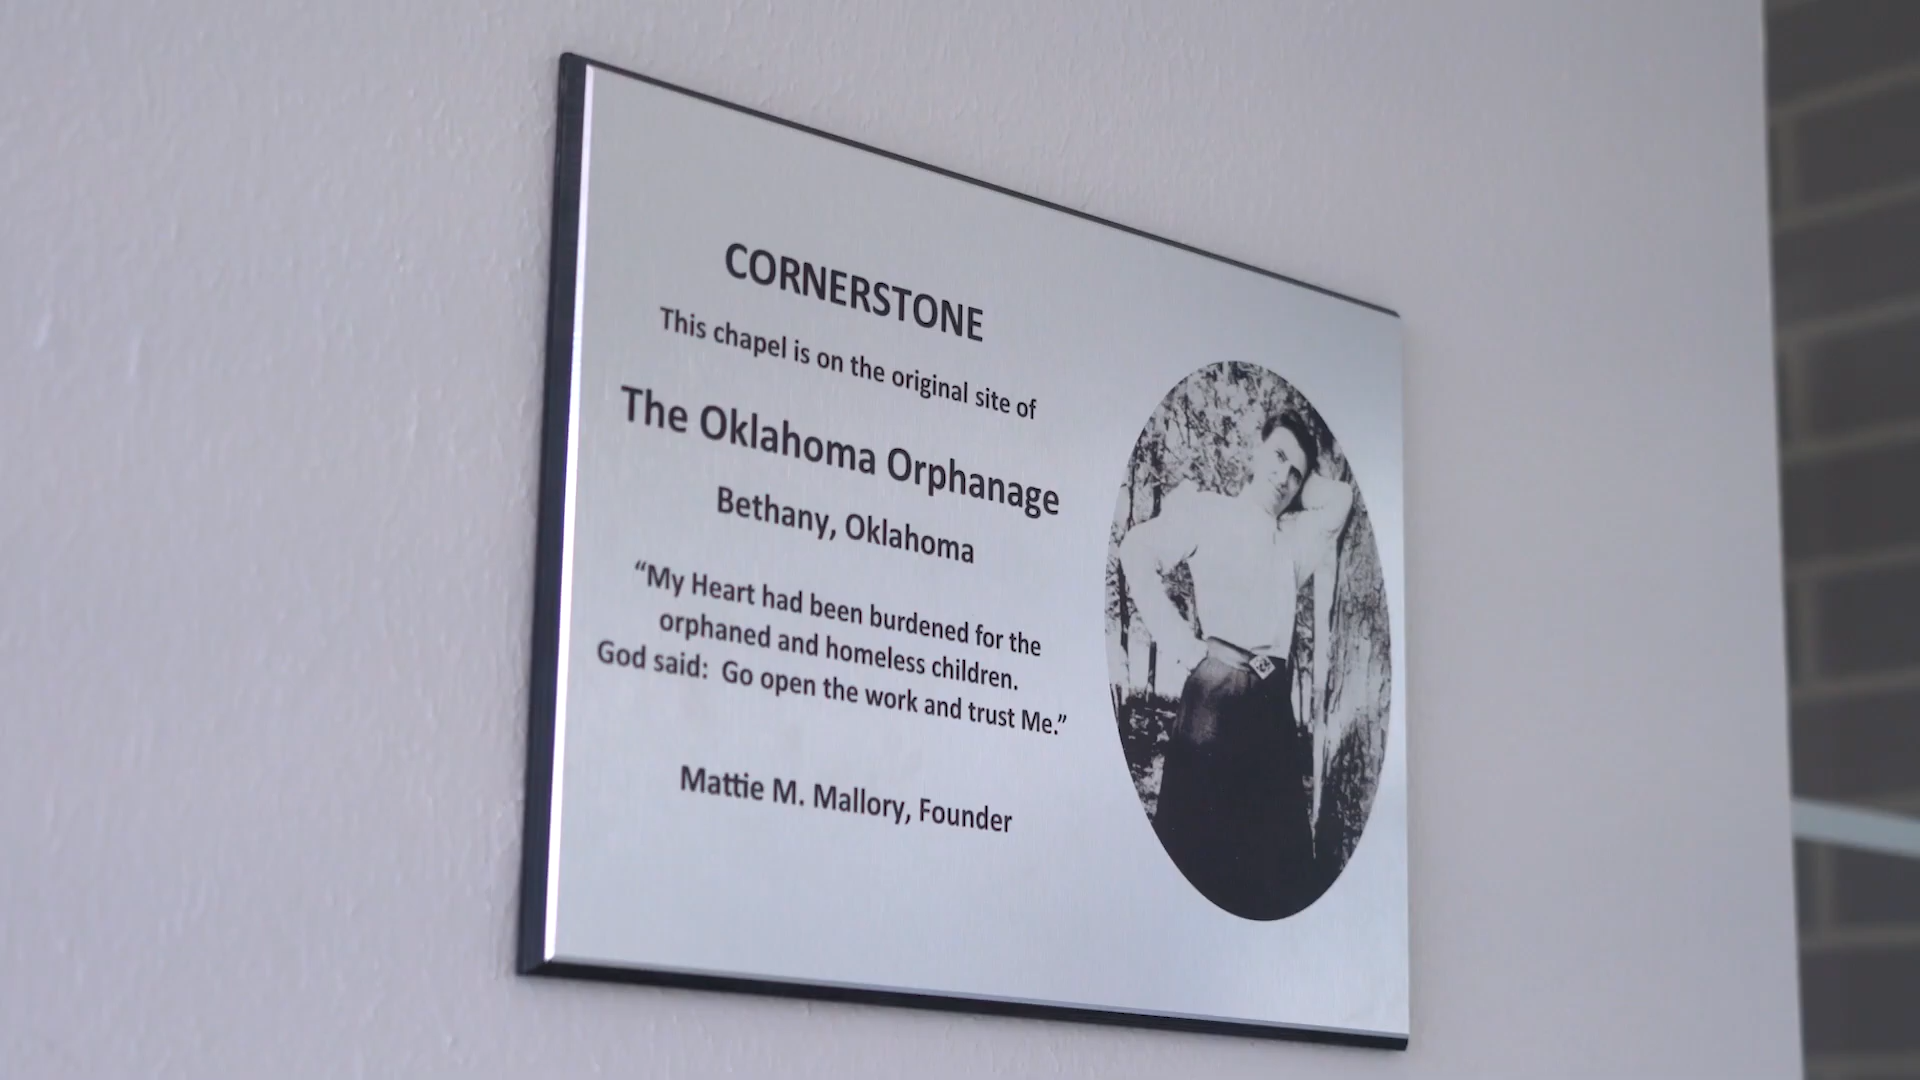 CORNERSTONE
This chapel is on the original site of
The Oklahoma Orphanage
Bethany, Oklahoma
“My Heart had been burdened for the
orphaned and homeless children.
God said:  Go open the work and trust Me.”
Mattie M. Mallory, Founder